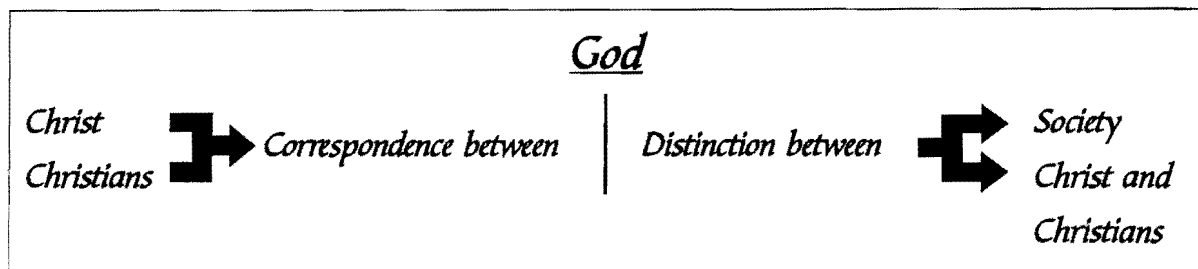 God
Christ
Christians
Correspondence between
Distinction between
Society
Christ and
Christians